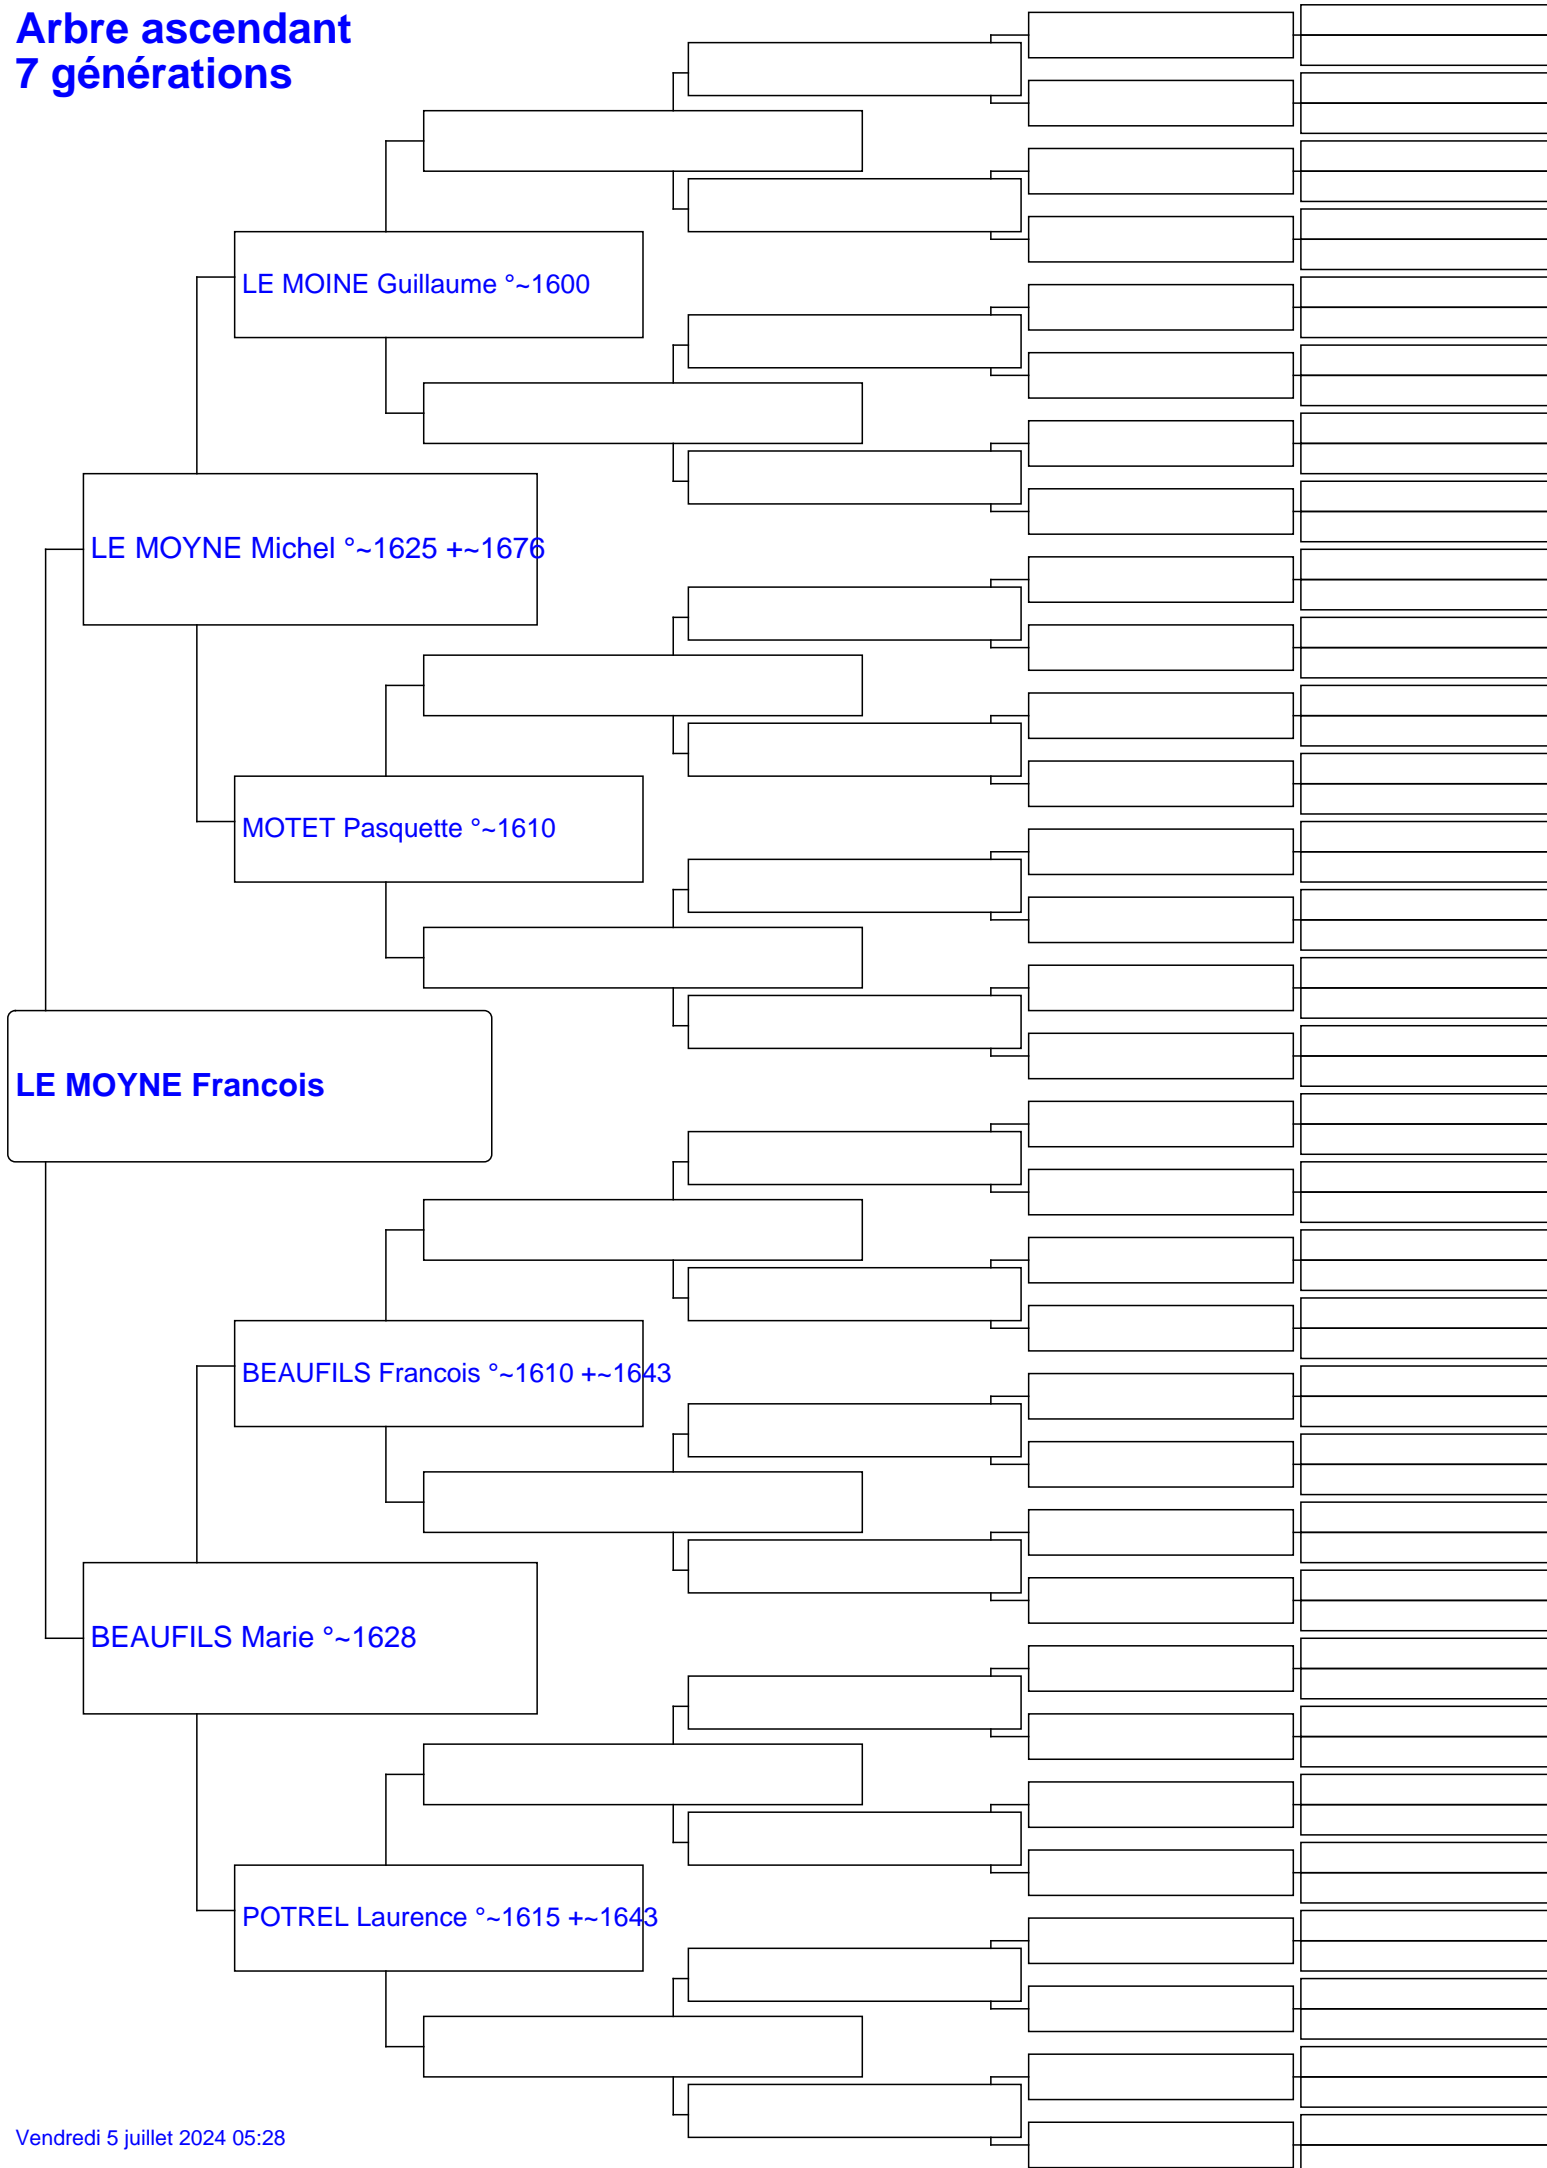 Arbre ascendant
7 générations
LE MOINE Guillaume °~1600
LE MOYNE Michel °~1625 +~1676
MOTET Pasquette °~1610
LE MOYNE Francois
BEAUFILS Francois °~1610 +~1643
BEAUFILS Marie °~1628
POTREL Laurence °~1615 +~1643
Vendredi 5 juillet 2024 05:28